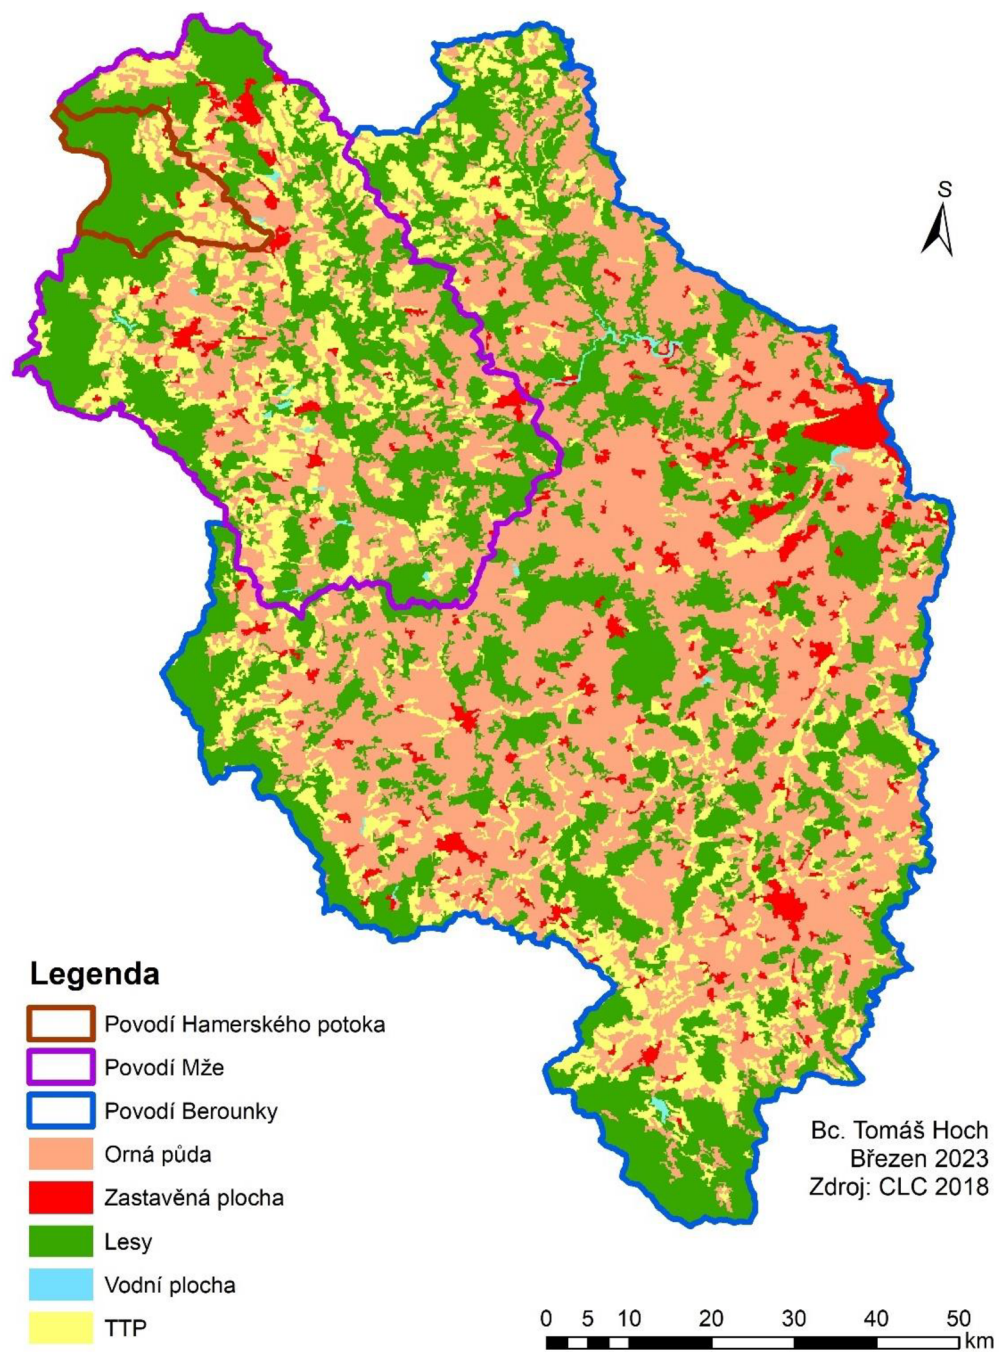 S
Legenda
Povodí Hamerského potoka
Povodí Mže
Povodí Berounky
Orná půda
Zastavěná plocha
Lesy
Vodní plocha
TTP
Bc. Tomáš Hoch
Březen 2023
Zdroj: CLC 2018
0 5 10 20 30 40 50
km